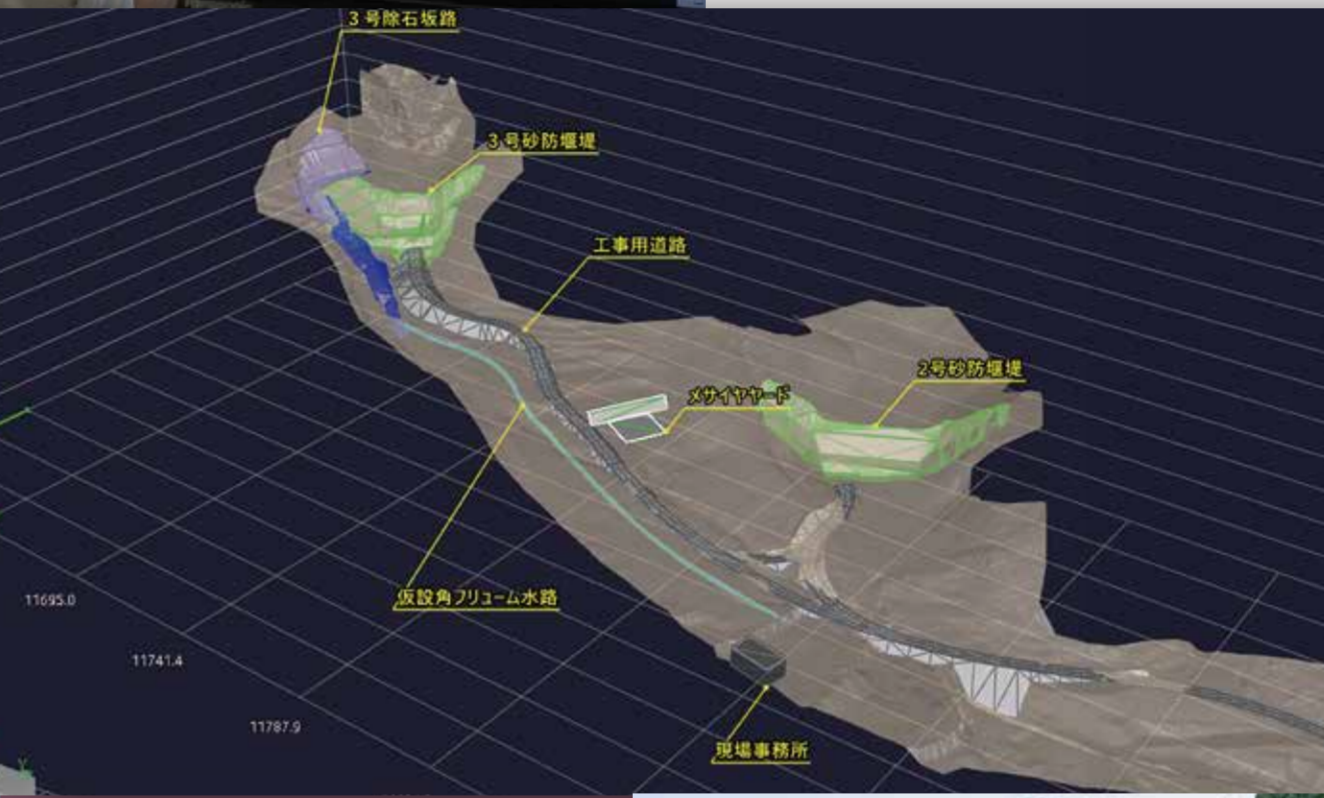 3号除石坂路
3号砂防堰堤
工事用道路
2号砂防堰堤
メサイヤヤード
仮設角フリューム水路
現場事務所
11695.0
11741.4
11787.9
Y